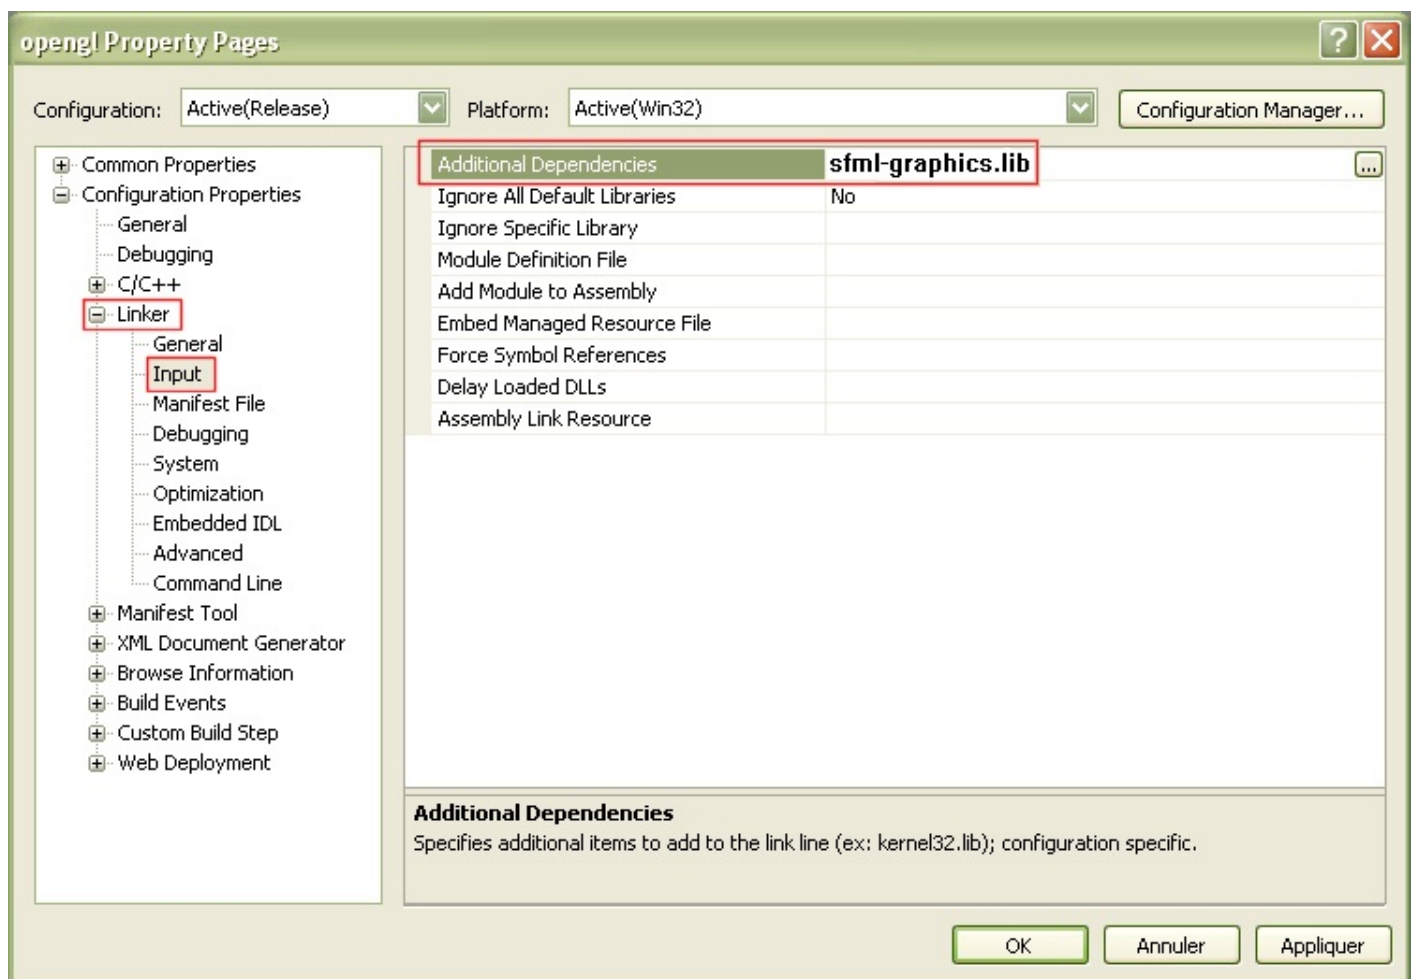 opengl Property Pages
Configuration: Active(Release) Platform: Active(Win32) Configuration Manager...
Common Properties
Configuration Properties
General
Debugging
C/C++
Linker
General
Input
Manifest File
Debugging
System
Optimization
Embedded IDL
Advanced
Command Line
Manifest Tool
XML Document Generator
Browse Information
Build Events
Custom Build Step
Web Deployment
Additional Dependencies sfml-graphics.lib ...
Ignore All Default Libraries No
Ignore Specific Library
Module Definition File
Add Module to Assembly
Embed Managed Resource File
Force Symbol References
Delay Loaded DLLs
Assembly Link Resource
Additional Dependencies
Specifies additional items to add to the link line (ex: kernel32.lib); configuration specific.
OK Annuler Appliquer